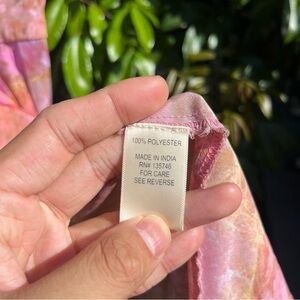 100% POLYESTER
MADE IN INDIA
RN# 135746
FOR CARE
SEE REVERSE